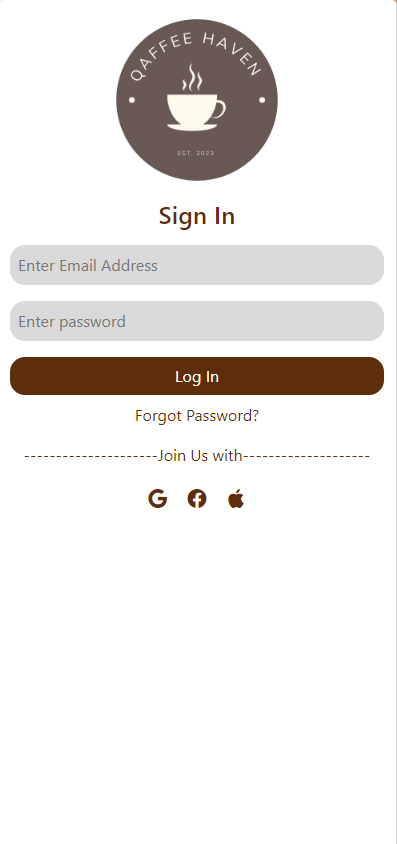 QAFFEE HAVEN
EST. 2023
Sign In
Enter Email Address
Enter password
Log In
Forgot Password?
---------------------Join Us with--------------------